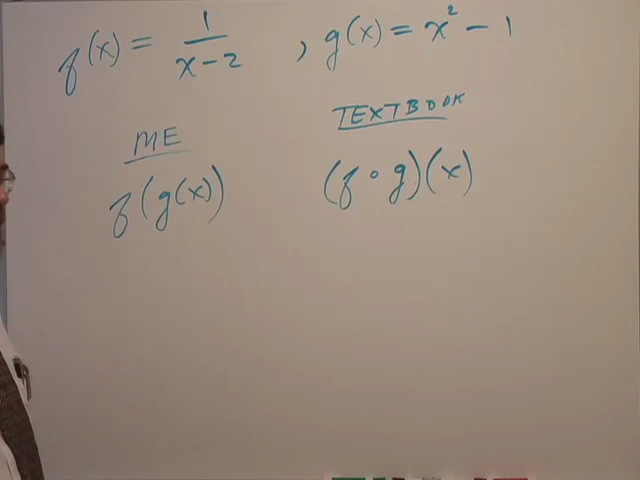 f(x) = 1/(x-2) , g(x) = x² - 1
ME TEXTBOOK
f(g(x)) (f∘g)(x)